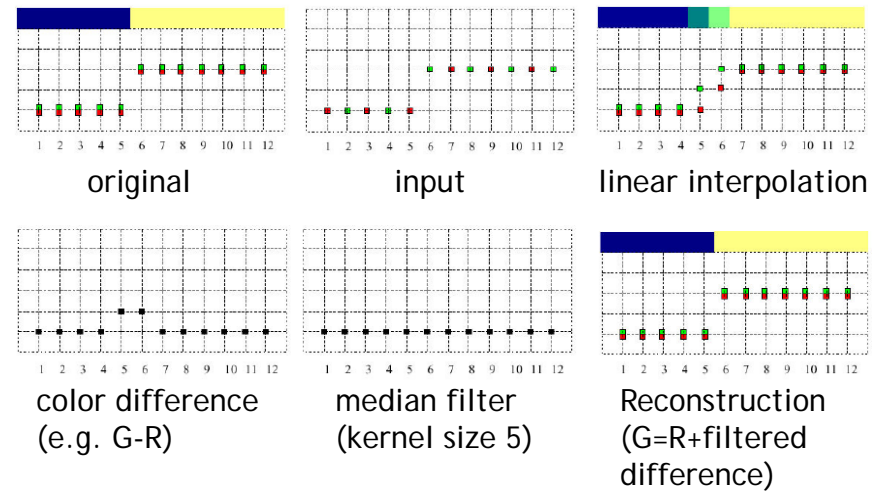 1 2 3 4 5 6 7 8 9 10 11 12
original
1 2 3 4 5 6 7 8 9 10 11 12
input
1 2 3 4 5 6 7 8 9 10 11 12
linear interpolation
1 2 3 4 5 6 7 8 9 10 11 12
color difference
(e.g. G-R)
1 2 3 4 5 6 7 8 9 10 11 12
median filter
(kernel size 5)
1 2 3 4 5 6 7 8 9 10 11 12
Reconstruction
(G=R+filtered
difference)